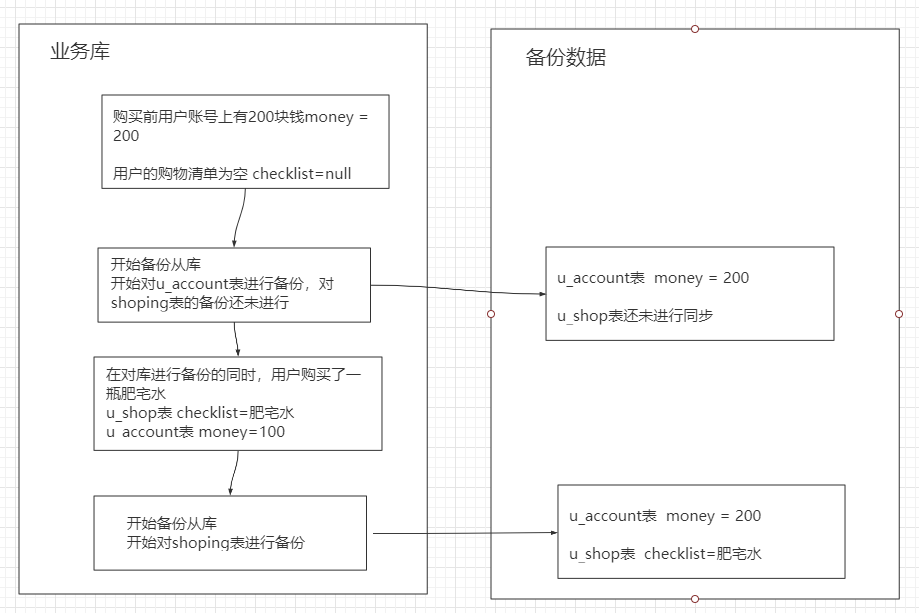 业务库
购买前用户账号上有200块钱money =
200
用户的购物清单为空 checklist=null
开始备份从库
开始对u_account表进行备份，对
shoping表的备份还未进行
在对库进行备份的同时，用户购买了一
瓶肥宅水
u_shop表 checklist=肥宅水
u_account表 money=100
开始备份从库
开始对shoping表进行备份
备份数据
u_account表 money = 200
u_shop表还未进行同步
u_account表 money = 200
u_shop表 checklist=肥宅水